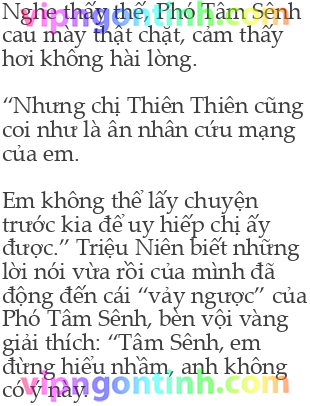 vipngontinh.com
Nghe thấy thế, Phó Tâm Sênh
cau mày thật chặt, cảm thấy
hơi không hài lòng.
“Nhưng chị Thiên Thiên cũng
coi như là ân nhân cứu mạng
của em.
Em không thể lấy chuyện
trước kia để uy hiếp chị ấy
được.” Triệu Niên biết những
lời nói vừa rồi của mình đã
động đến cái “vảy ngược” của
Phó Tâm Sênh, bèn vội vàng
giải thích: “Tâm Sênh, em
đừng hiểu nhầm, anh không
có ý này.
vipngontinh.com